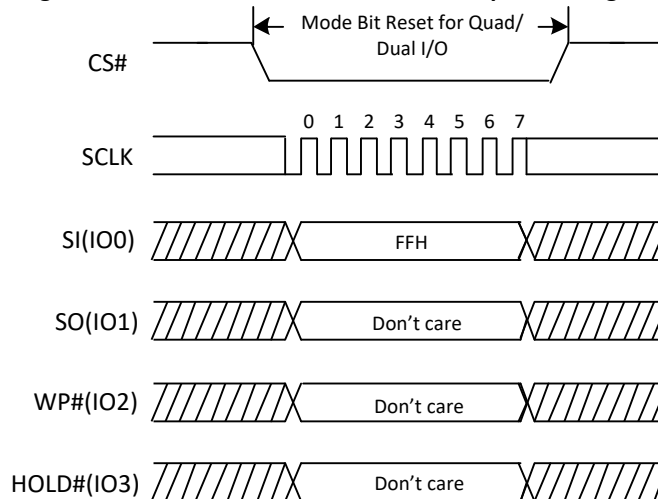 Mode Bit Reset for Quad/
Dual I/O
CS#
0 1 2 3 4 5 6 7
SCLK
SI(IO0)
FFH
SO(IO1)
Don't care
WP#(IO2)
Don't care
HOLD#(IO3)
Don't care